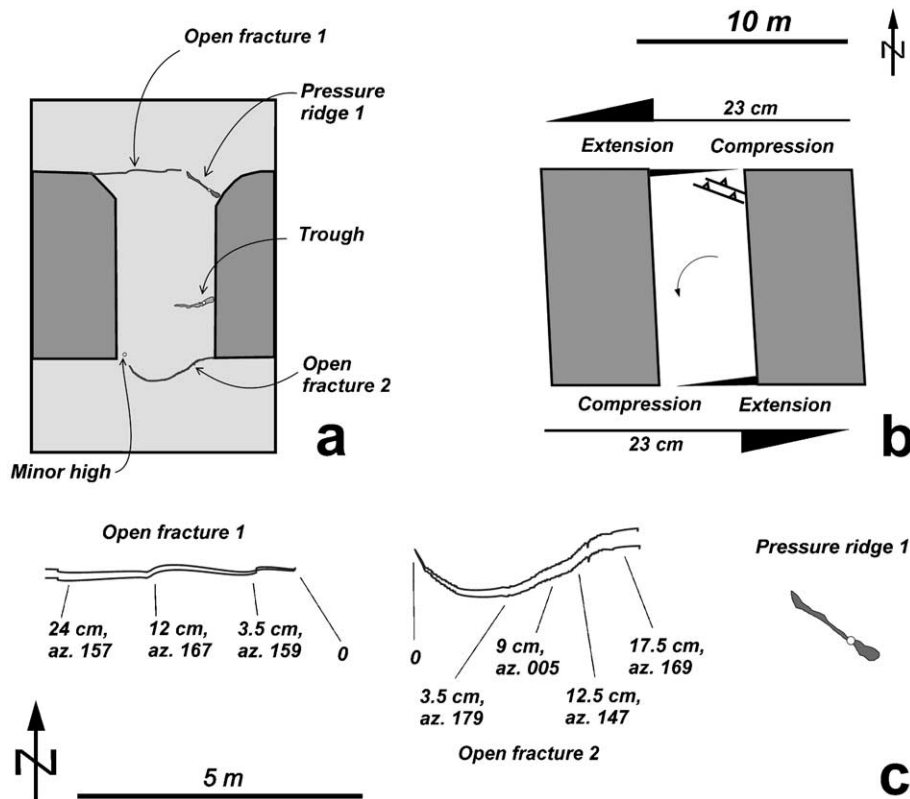 Open fracture 1
Pressure
ridge 1
Trough
Open
fracture 2
Minor high
a
10 m
N
23 cm
Extension Compression
Compression Extension
23 cm
b
Open fracture 1
24 cm,
az. 157
12 cm,
az. 167
3.5 cm,
az. 159
0
0
3.5 cm,
az. 179
9 cm,
az. 005
12.5 cm,
az. 147
17.5 cm,
az. 169
Open fracture 2
Pressure ridge 1
N
5 m
c